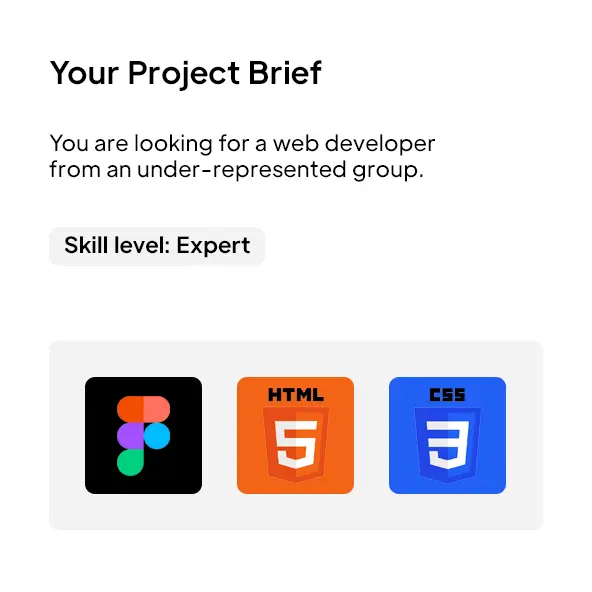 Your Project Brief
You are looking for a web developer
from an under-represented group.
Skill level: Expert
HTML
5
CSS
3